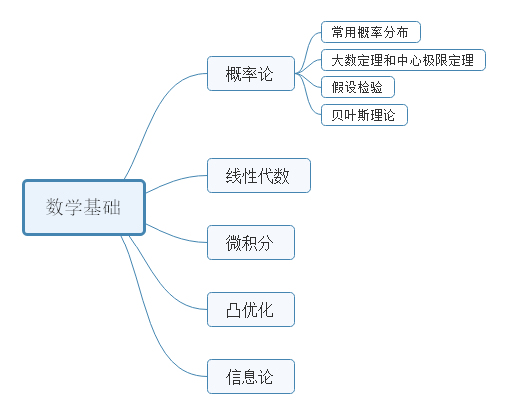 数学基础
概率论
常用概率分布
大数定理和中心极限定理
假设检验
贝叶斯理论
线性代数
微积分
凸优化
信息论